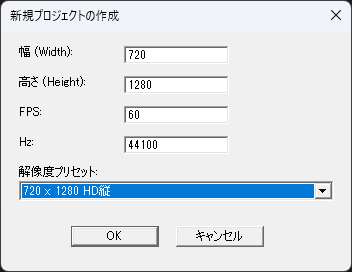 新規プロジェクトの作成
幅 (Width): 720
高さ (Height): 1280
FPS: 60
Hz: 44100
解像度プリセット:
720 x 1280 HD縦
OK キャンセル